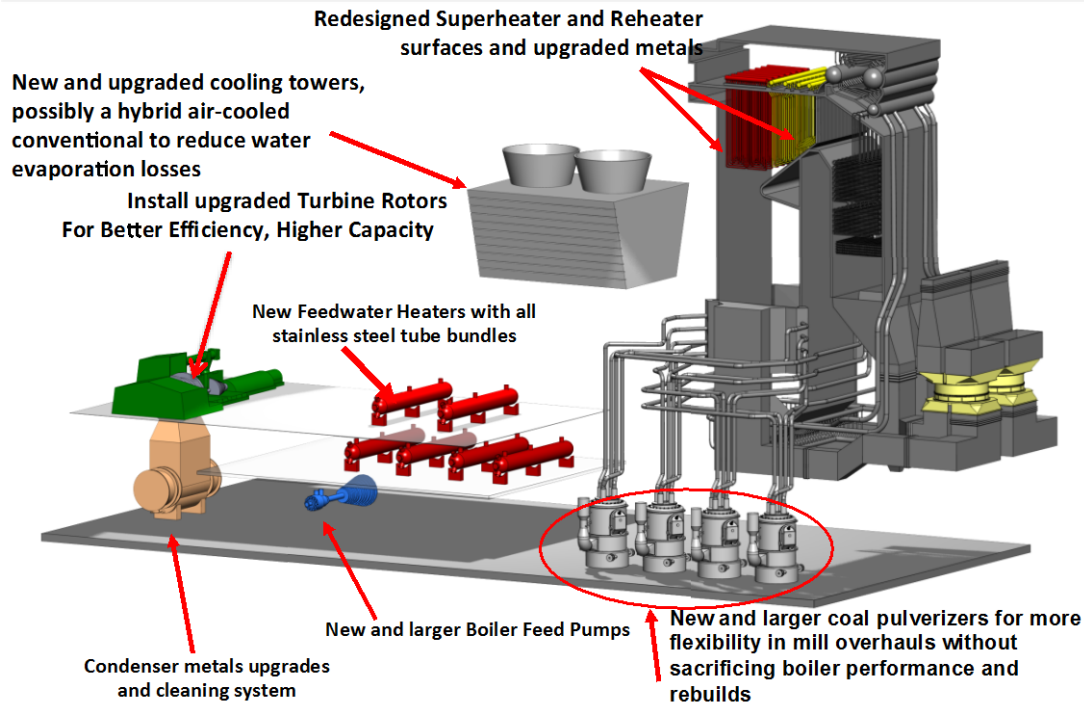 Redesigned Superheater and Reheater
surfaces and upgraded metals
New and upgraded cooling towers,
possibly a hybrid air-cooled
conventional to reduce water
evaporation losses
Install upgraded Turbine Rotors
For Better Efficiency, Higher Capacity
New Feedwater Heaters with all
stainless steel tube bundles
New and larger Boiler Feed Pumps
Condenser metals upgrades
and cleaning system
New and larger coal pulverizers for more
flexibility in mill overhauls without
sacrificing boiler performance and
rebuilds